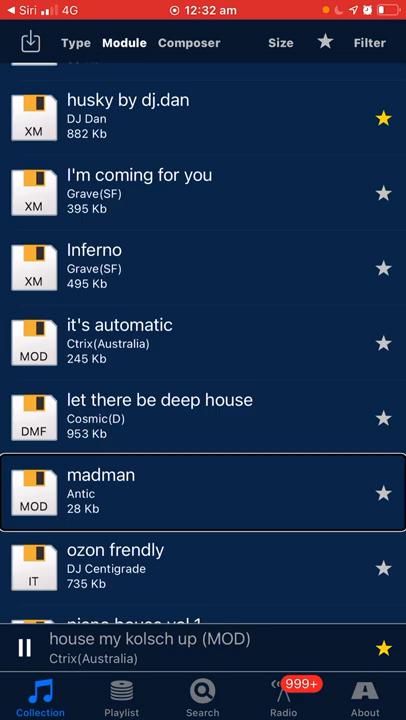 Siri 4G 12:32 am
Type Module Composer Size Filter
husky by dj.dan
DJ Dan
882 Kb
XM
I'm coming for you
Grave(SF)
395 Kb
XM
Inferno
Grave(SF)
495 Kb
XM
it's automatic
Ctrix(Australia)
245 Kb
MOD
let there be deep house
Cosmic(D)
953 Kb
DMF
madman
Antic
28 Kb
MOD
ozon frendly
DJ Centigrade
735 Kb
IT
house my kolsch up (MOD)
Ctrix(Australia)
999+
Collection Playlist Search Radio About